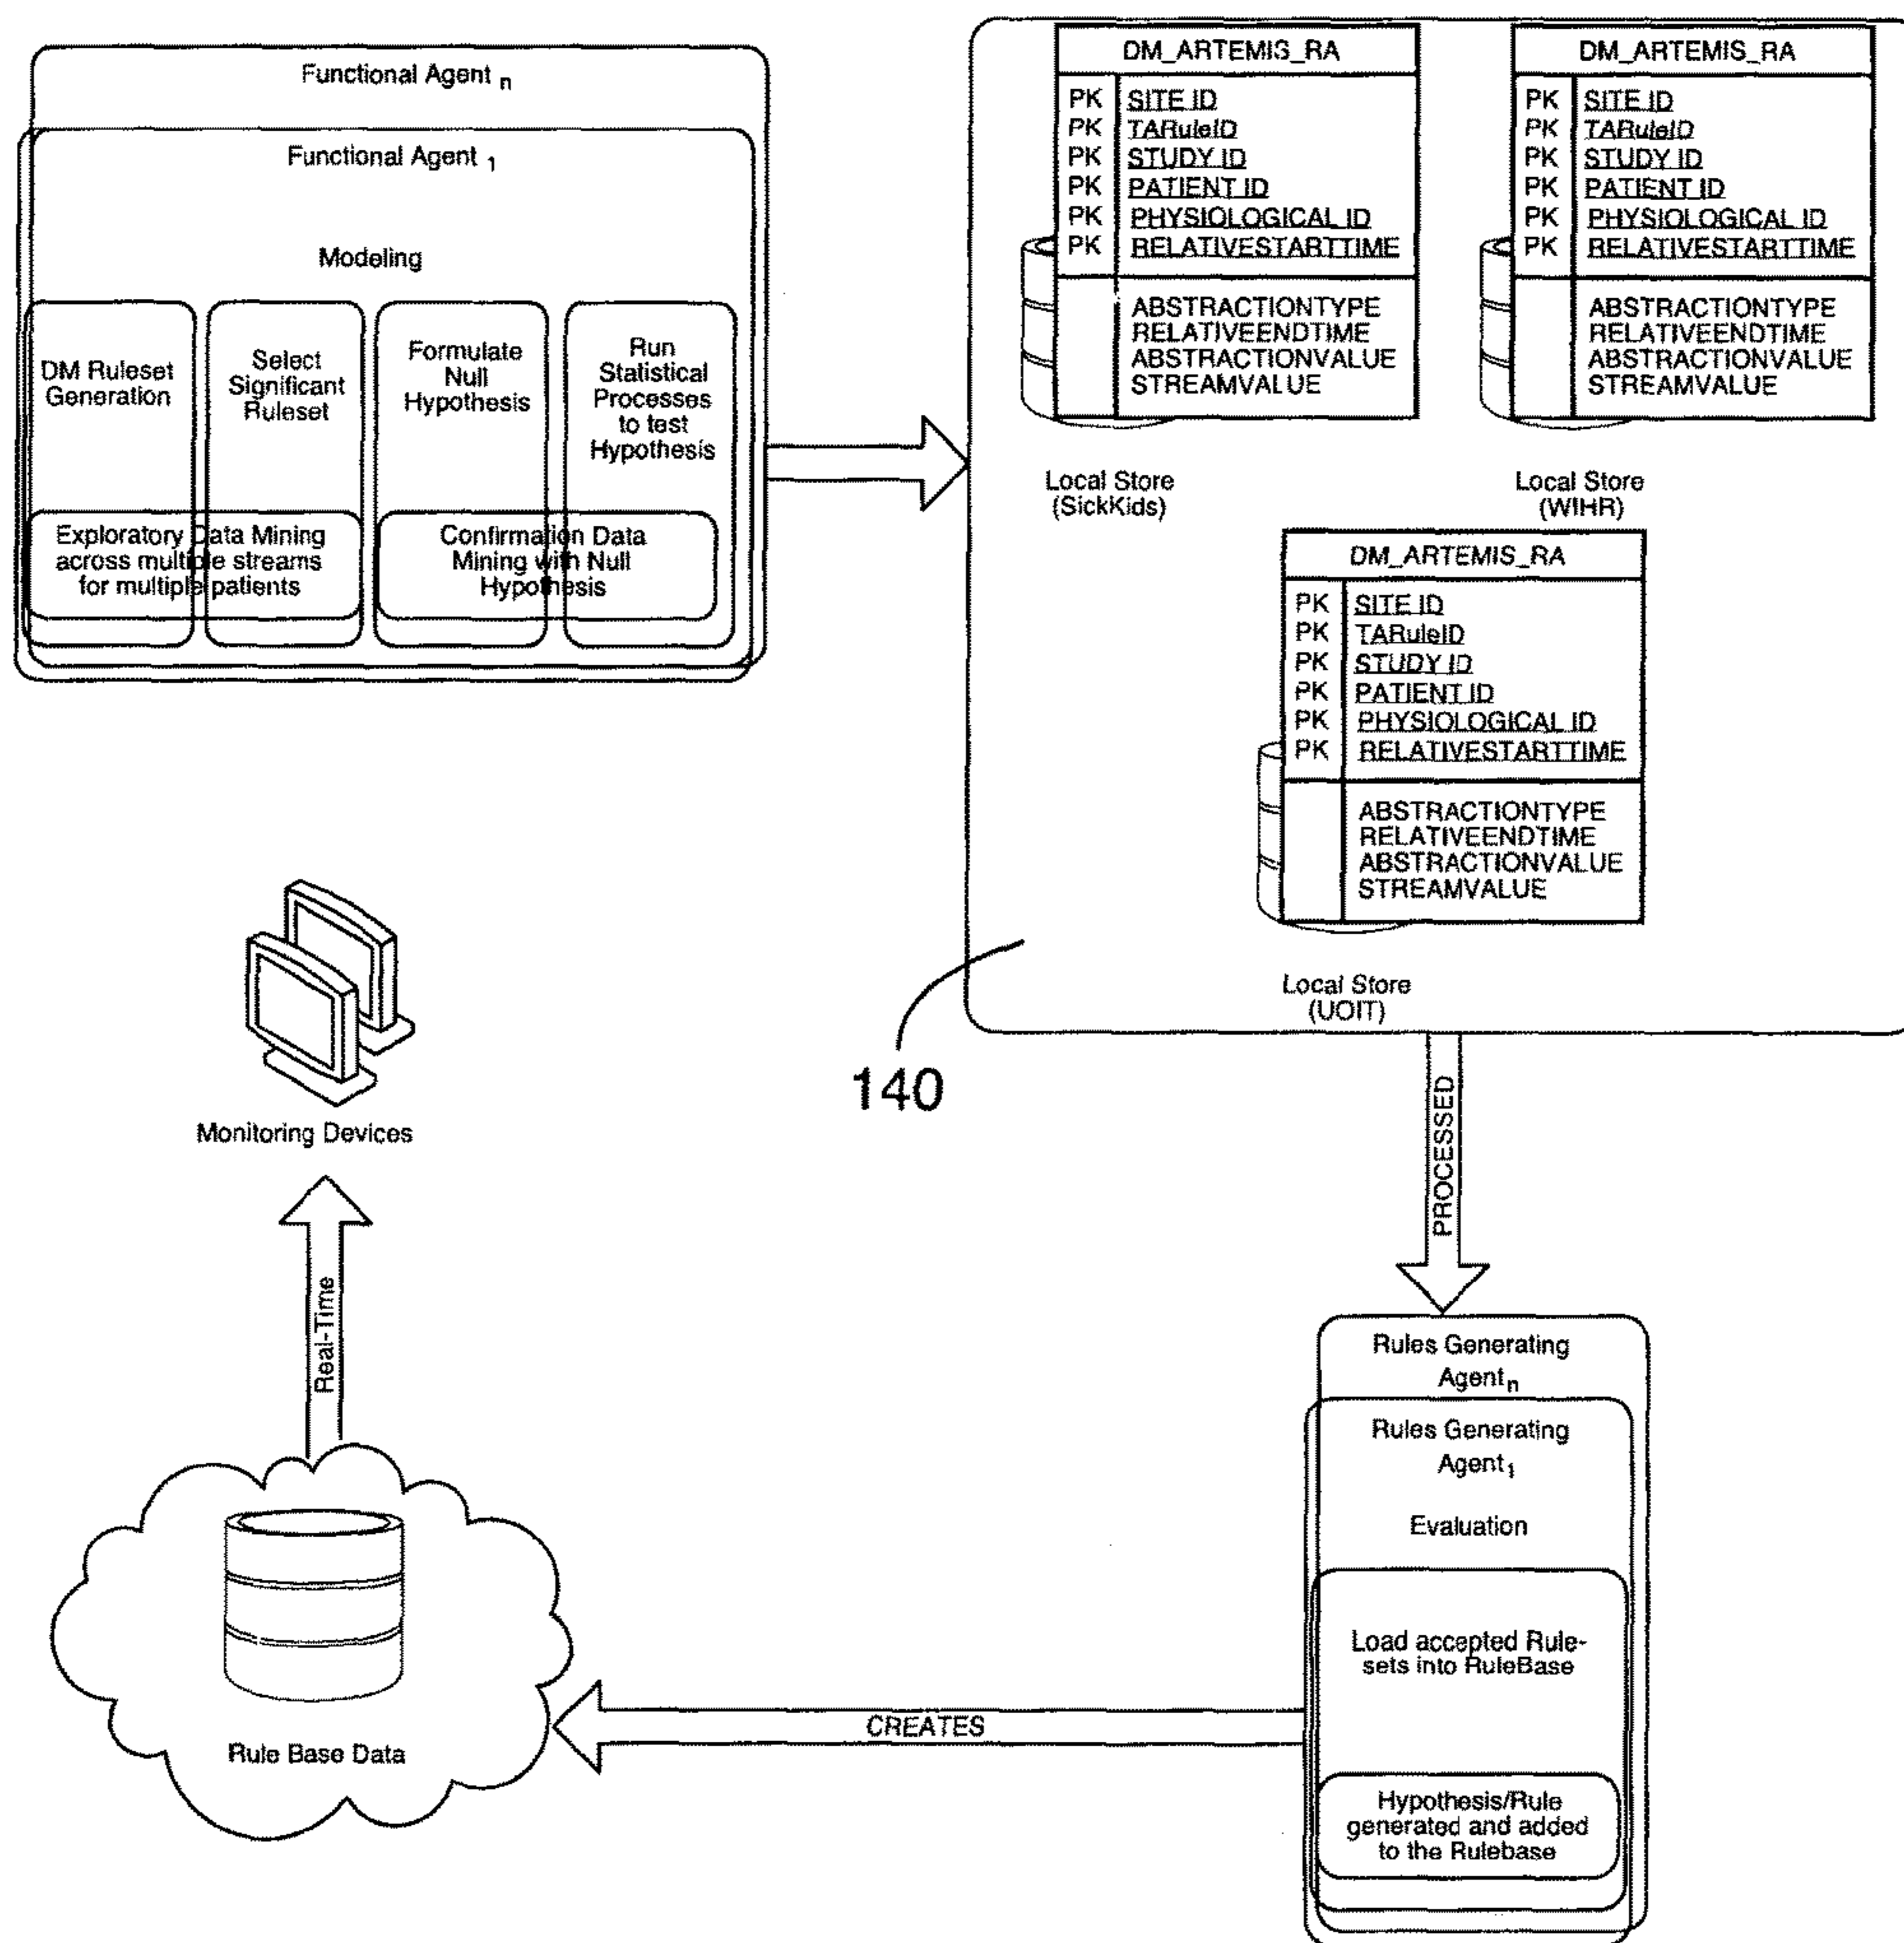 Functional Agent n
Functional Agent 1
Modeling
DM Ruleset
Generation
Select
Significant
Ruleset
Formulate
Null
Hypothesis
Run
Statistical
Processes
to test
Hypothesis
Exploratory Data Mining
across multiple streams
for multiple patients
Confirmation Data
Mining with Null
Hypothesis
DM_ARTEMIS_RA
PK SITE ID
PK TARuleID
PK STUDY ID
PK PATIENT ID
PK PHYSIOLOGICAL ID
PK RELATIVESTARTTIME
ABSTRACTIONTYPE
RELATIVEENDTIME
ABSTRACTIONVALUE
STREAMVALUE
Local Store
(SickKids)
DM_ARTEMIS_RA
PK SITE ID
PK TARuleID
PK STUDY ID
PK PATIENT ID
PK PHYSIOLOGICAL ID
PK RELATIVESTARTTIME
ABSTRACTIONTYPE
RELATIVEENDTIME
ABSTRACTIONVALUE
STREAMVALUE
Local Store
(WIHR)
DM_ARTEMIS_RA
PK SITE ID
PK TARuleID
PK STUDY ID
PK PATIENT ID
PK PHYSIOLOGICAL ID
PK RELATIVESTARTTIME
ABSTRACTIONTYPE
RELATIVEENDTIME
ABSTRACTIONVALUE
STREAMVALUE
Local Store
(UOIT)
140
PROCESSED
Rules Generating
Agent n
Rules Generating
Agent 1
Evaluation
Load accepted Rule-
sets into RuleBase
Hypothesis/Rule
generated and added
to the Rulebase
CREATES
Rule Base Data
Real-Time
Monitoring Devices